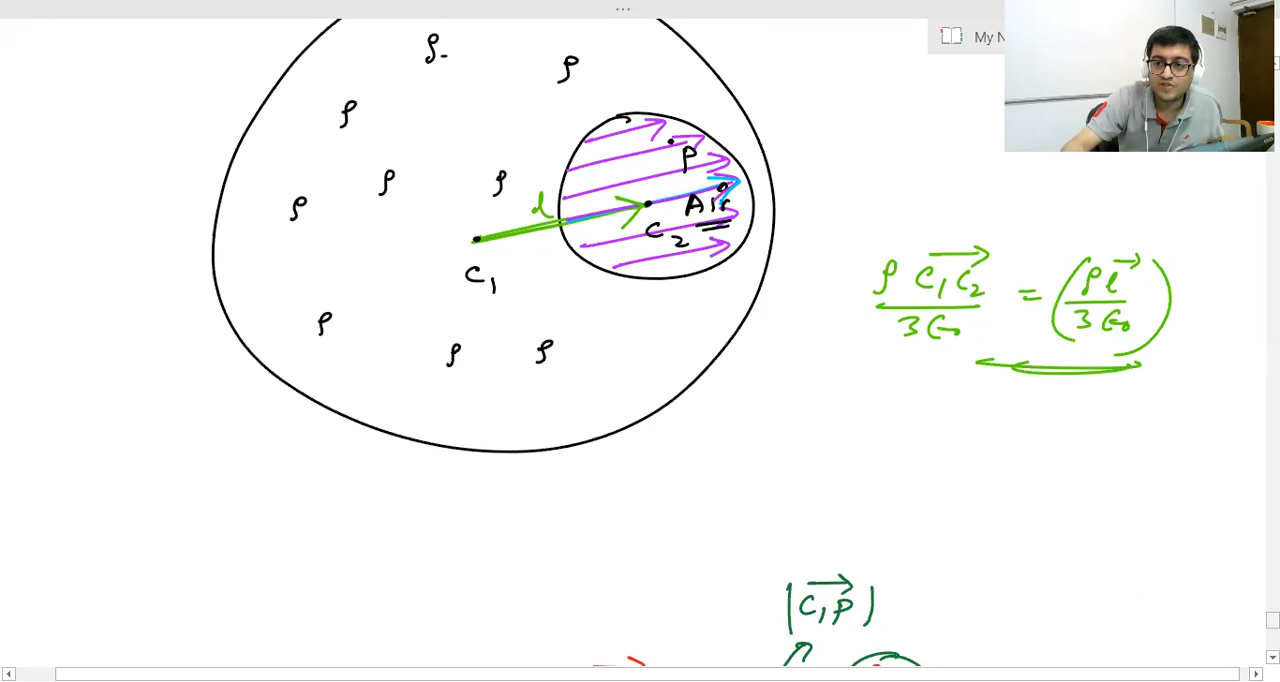 My N
ρ
ρ
ρ
ρ
ρ
ρ
P
l
Air
C₂
C₁
ρ
ρ
ρ
ρ C₁C₂ / 3ε₀ = (ρl / 3ε₀)
|C₁P|